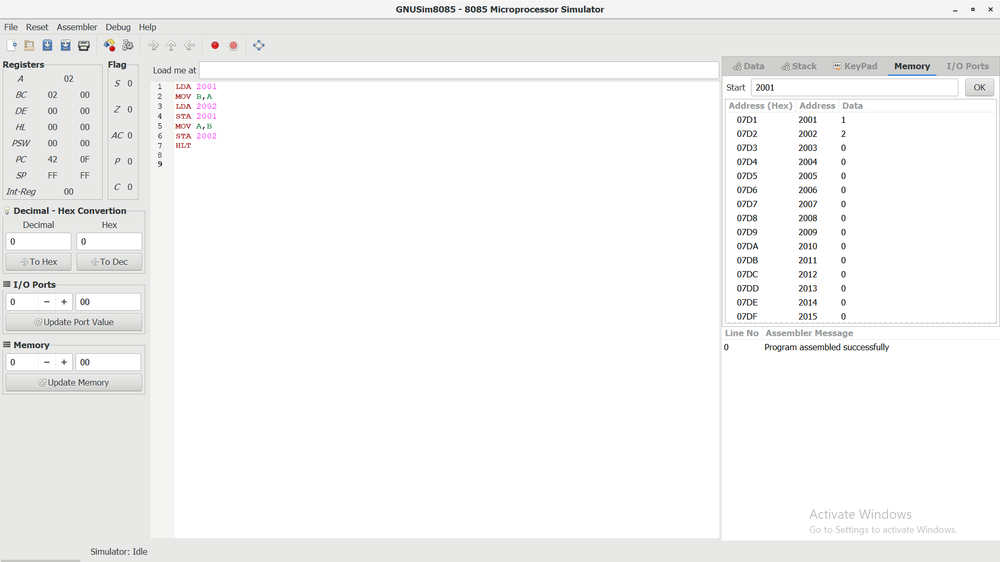 GNUSim8085 - 8085 Microprocessor Simulator
File Reset Assembler Debug Help
Registers
A 02
BC 02 00
DE 00 00
HL 00 00
PSW 00 00
PC 42 0F
SP FF FF
Int-Reg 00
Flag
S 0
Z 0
AC 0
P 0
C 0
Decimal - Hex Convertion
Decimal Hex
0 0
To Hex To Dec
I/O Ports
0 − + 00
Update Port Value
Memory
0 − + 00
Update Memory
Load me at
1 LDA 2001
2 MOV B,A
3 LDA 2002
4 STA 2001
5 MOV A,B
6 STA 2002
7 HLT
8
9
Data Stack Abc KeyPad Memory I/O Ports
Start 2001 OK
Address (Hex) Address Data
07D1 2001 1
07D2 2002 2
07D3 2003 0
07D4 2004 0
07D5 2005 0
07D6 2006 0
07D7 2007 0
07D8 2008 0
07D9 2009 0
07DA 2010 0
07DB 2011 0
07DC 2012 0
07DD 2013 0
07DE 2014 0
07DF 2015 0
Line No Assembler Message
0 Program assembled successfully
Activate Windows
Go to Settings to activate Windows.
Simulator: Idle